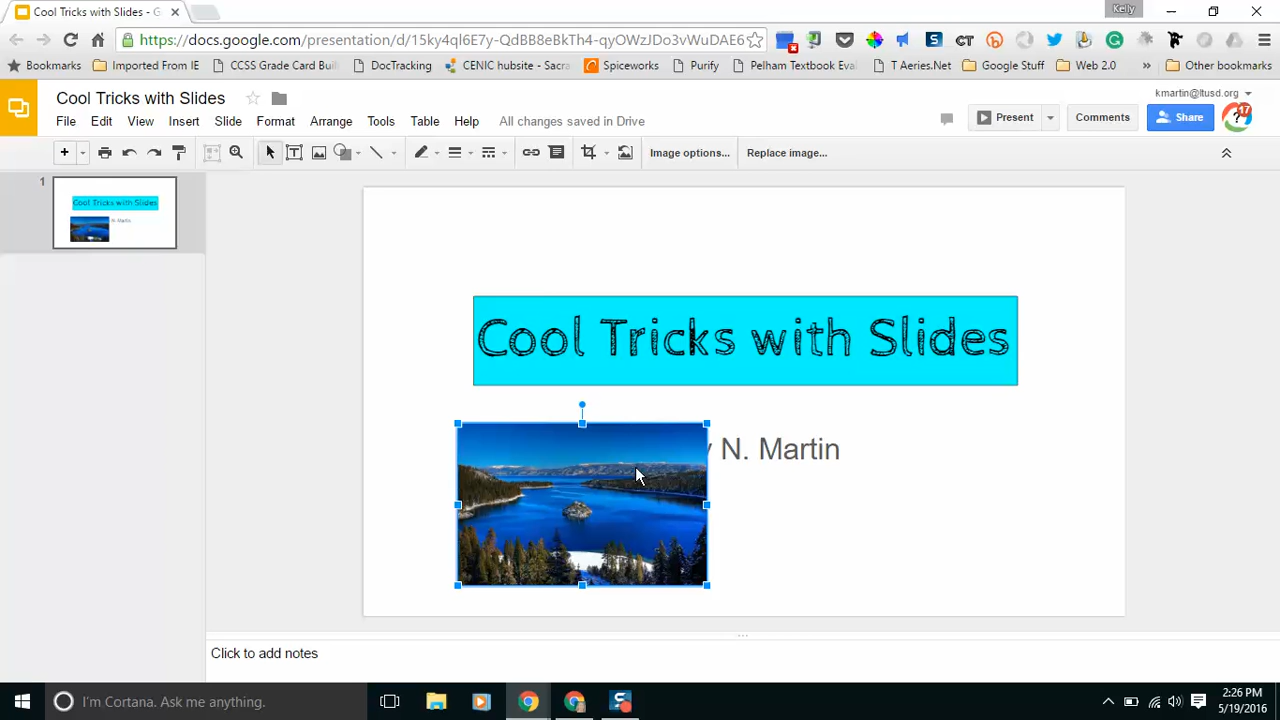 Cool Tricks with Slides - G
Kelly
https://docs.google.com/presentation/d/15ky4ql6E7y-QdBB8eBkTh4-qyOWzJDo3vWuDAE6
Bookmarks Imported From IE CCSS Grade Card Buil DocTracking CENIC hubsite - Sacra Spiceworks Purify Pelham Textbook Eval T Aeries.Net Google Stuff Web 2.0 » Other bookmarks
Cool Tricks with Slides
kmartin@ltusd.org
File Edit View Insert Slide Format Arrange Tools Table Help All changes saved in Drive
Present Comments Share 17
Image options... Replace image...
1
Cool Tricks with Slides
N. Martin
Cool Tricks with Slides
N. Martin
Click to add notes
I'm Cortana. Ask me anything.
2:26 PM
5/19/2016